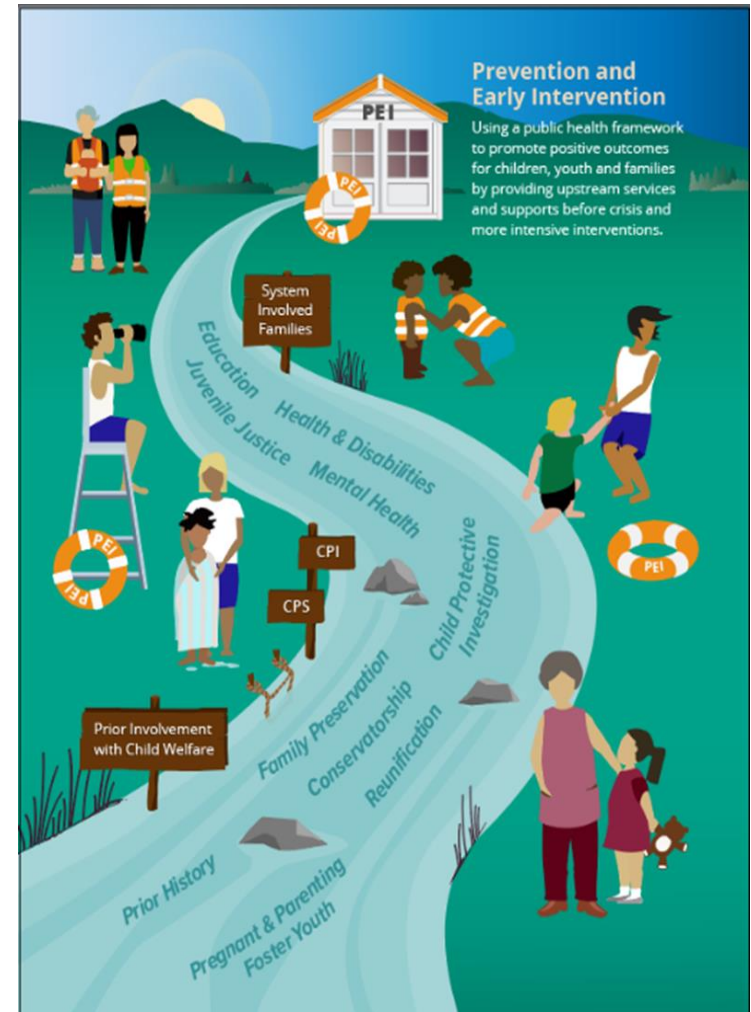 PEI
Prevention and
Early Intervention
Using a public health framework
to promote positive outcomes
for children, youth and families
by providing upstream services
and supports before crisis and
more intensive interventions.
PEI
PEI
System
Involved
Families
Education
Juvenile Justice
Health & Disabilities
Mental Health
PEI
PEI
PEI
CPI
CPS
Child Protective
Investigation
Family Preservation
Conservatorship
Reunification
Prior Involvement
with Child Welfare
Prior History
Pregnant & Parenting
Foster Youth